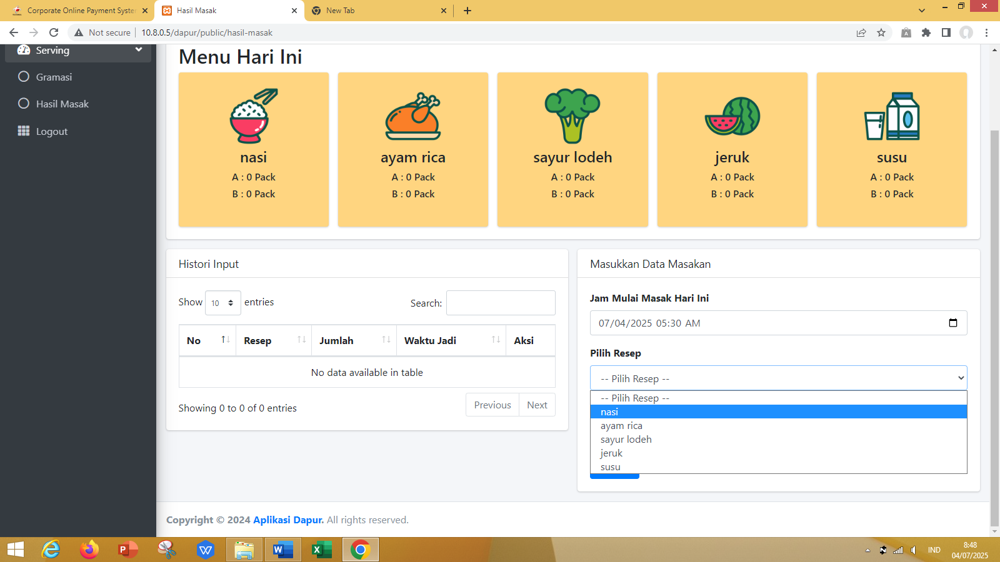 Corporate Online Payment Syste
Hasil Masak
New Tab
Not secure
10.8.0.5/dapur/public/hasil-masak
Serving
Gramasi
Hasil Masak
Logout
Menu Hari Ini
nasi
A : 0 Pack
B : 0 Pack
ayam rica
A : 0 Pack
B : 0 Pack
sayur lodeh
A : 0 Pack
B : 0 Pack
jeruk
A : 0 Pack
B : 0 Pack
susu
A : 0 Pack
B : 0 Pack
Histori Input
Show 10 entries
Search:
No Resep Jumlah Waktu Jadi Aksi
No data available in table
Showing 0 to 0 of 0 entries
Previous Next
Masukkan Data Masakan
Jam Mulai Masak Hari Ini
07/04/2025 05:30 AM
Pilih Resep
-- Pilih Resep --
-- Pilih Resep --
nasi
ayam rica
sayur lodeh
jeruk
susu
Copyright © 2024 Aplikasi Dapur. All rights reserved.
IND
8:48
04/07/2025